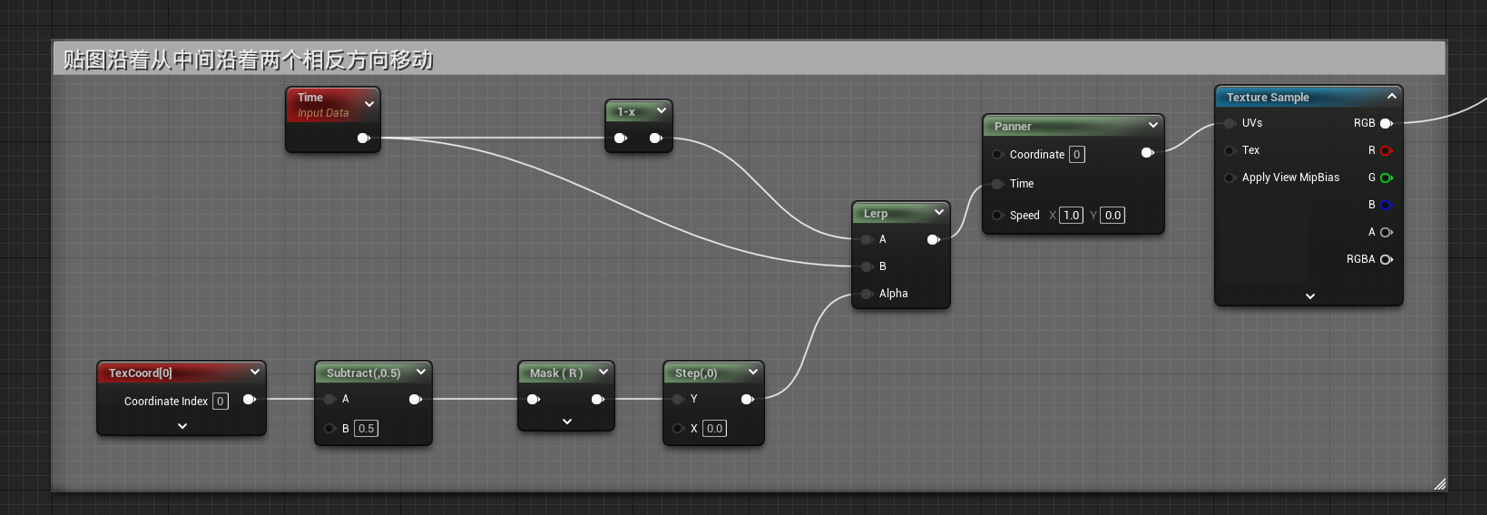 贴图沿着从中间沿着两个相反方向移动
Time
Input Data
1-x
Lerp
A
B
Alpha
Panner
Coordinate 0
Time
Speed X 1.0 Y 0.0
Texture Sample
UVs RGB
Tex R
Apply View MipBias G
B
A
RGBA
TexCoord[0]
Coordinate Index 0
Subtract(,0.5)
A
B 0.5
Mask ( R )
Step(,0)
Y
X 0.0